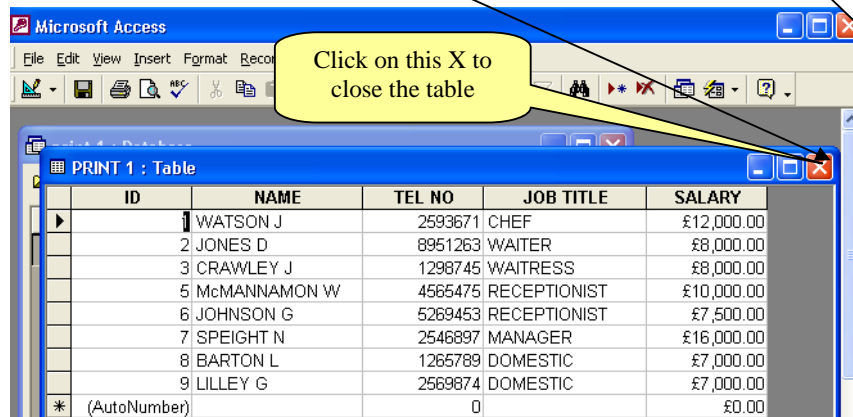 Microsoft Access
File Edit View Insert Format
Click on this X to
close the table
PRINT 1 : Table
ID NAME TEL NO JOB TITLE SALARY
1 WATSON J 2593671 CHEF £12,000.00
2 JONES D 8951263 WAITER £8,000.00
3 CRAWLEY J 1298745 WAITRESS £8,000.00
5 McMANNAMON W 4565475 RECEPTIONIST £10,000.00
6 JOHNSON G 5269453 RECEPTIONIST £7,500.00
7 SPEIGHT N 2546897 MANAGER £16,000.00
8 BARTON L 1265789 DOMESTIC £7,000.00
9 LILLEY G 2569874 DOMESTIC £7,000.00
(AutoNumber) 0 £0.00